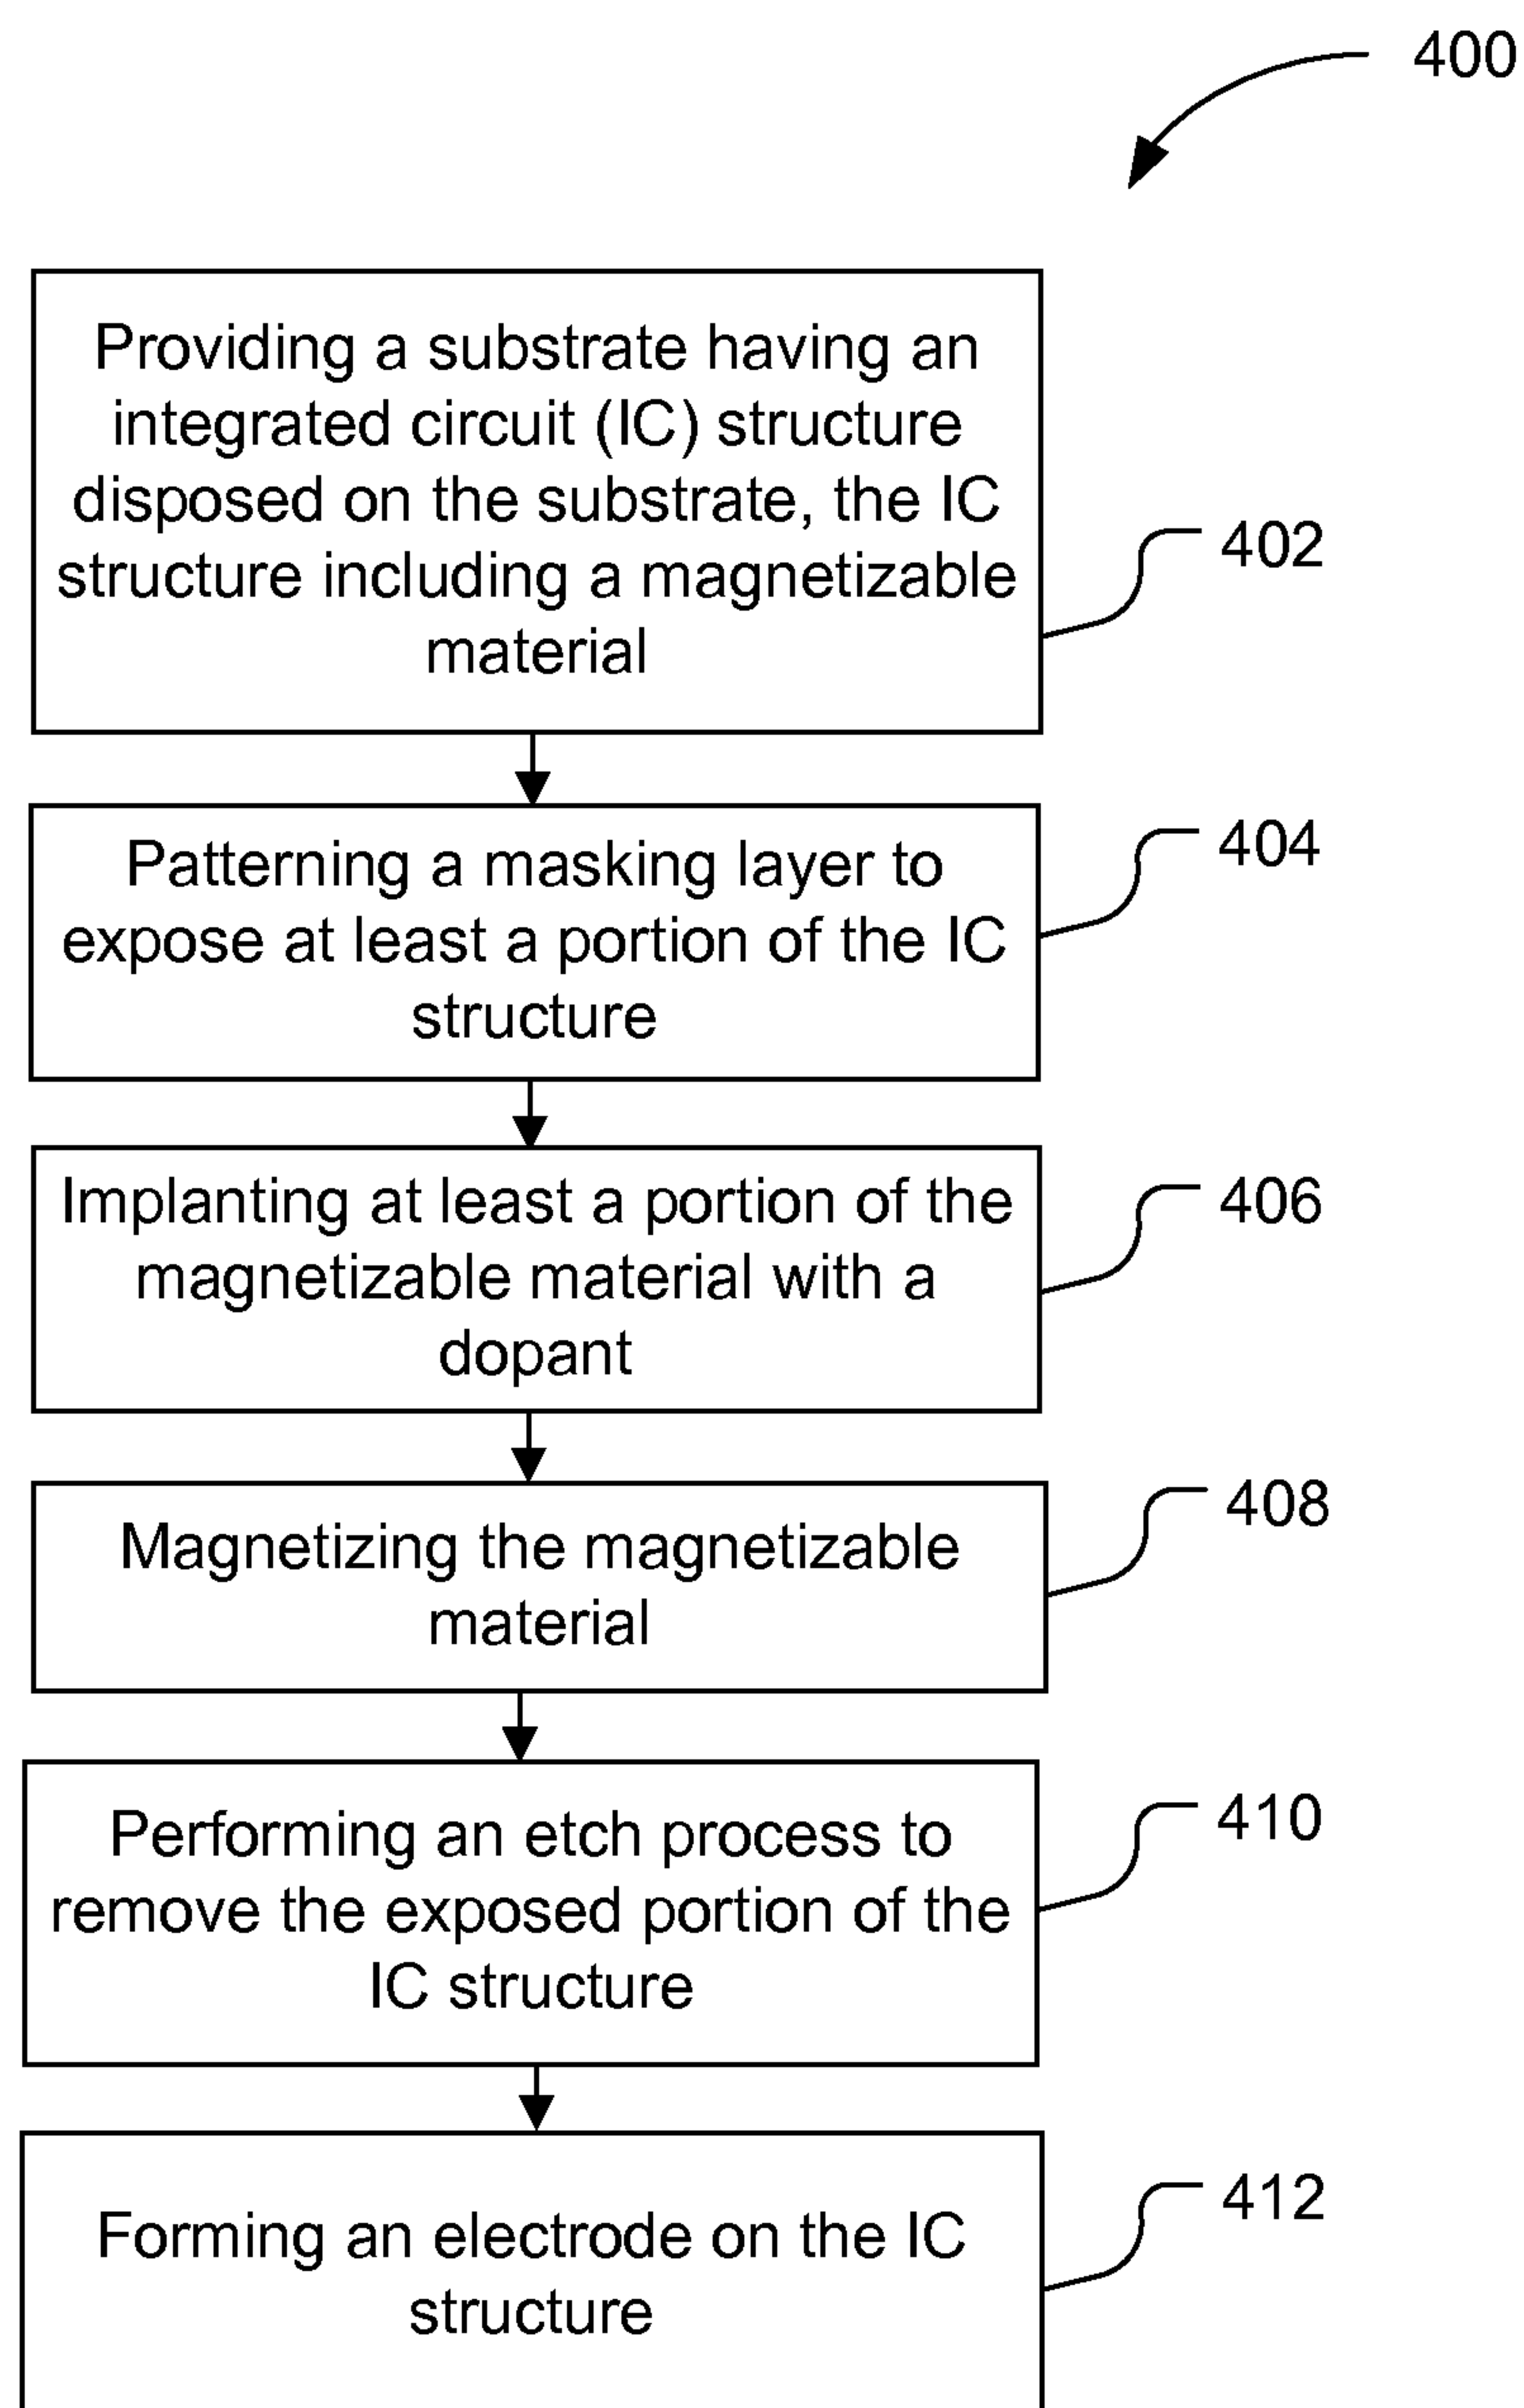 400
Providing a substrate having an
integrated circuit (IC) structure
disposed on the substrate, the IC
structure including a magnetizable
material
402
Patterning a masking layer to
expose at least a portion of the IC
structure
404
Implanting at least a portion of the
magnetizable material with a
dopant
406
Magnetizing the magnetizable
material
408
Performing an etch process to
remove the exposed portion of the
IC structure
410
Forming an electrode on the IC
structure
412